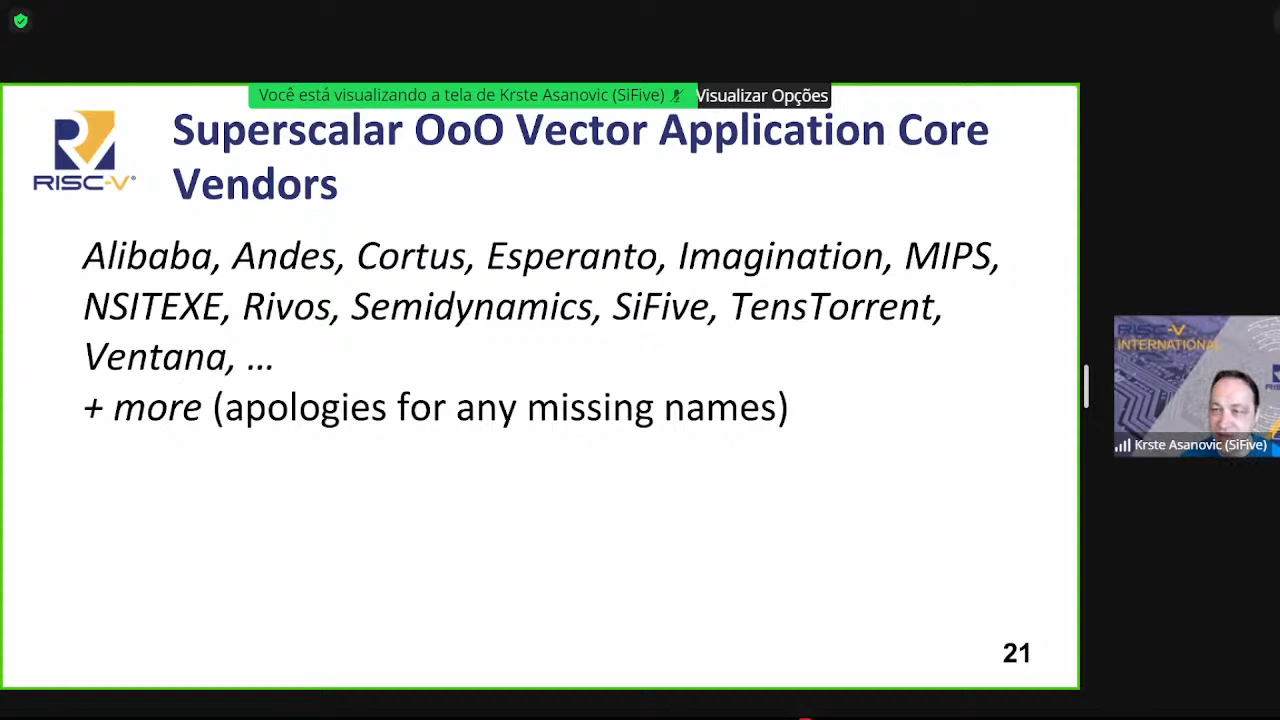 Você está visualizando a tela de Krste Asanovic (SiFive)
Visualizar Opções
RISC-V®
Superscalar OoO Vector Application Core
Vendors
Alibaba, Andes, Cortus, Esperanto, Imagination, MIPS,
NSITEXE, Rivos, Semidynamics, SiFive, TensTorrent,
Ventana, …
+ more (apologies for any missing names)
21
RISC-V
INTERNATIONAL
Krste Asanovic (SiFive)